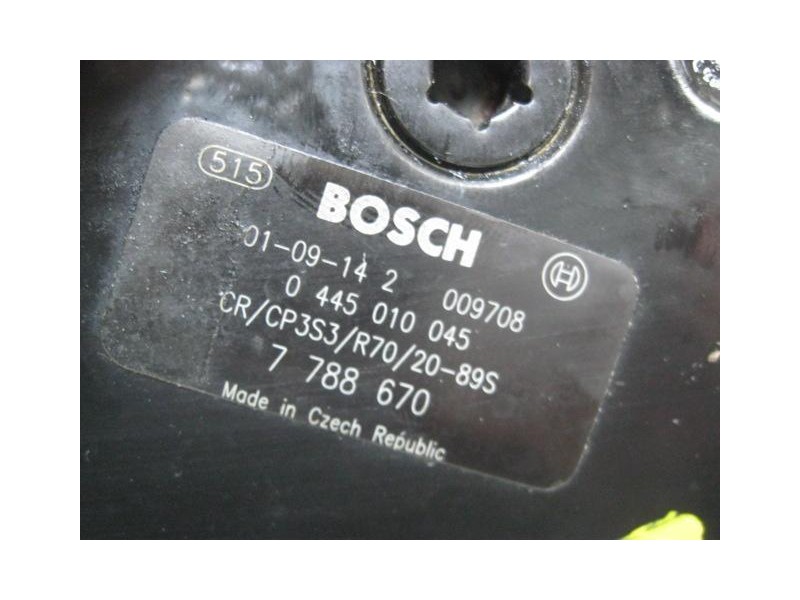 515
BOSCH
01-09-14 2 009708
0 445 010 045
CR/CP3S3/R70/20-89S
7 788 670
Made in Czech Republic